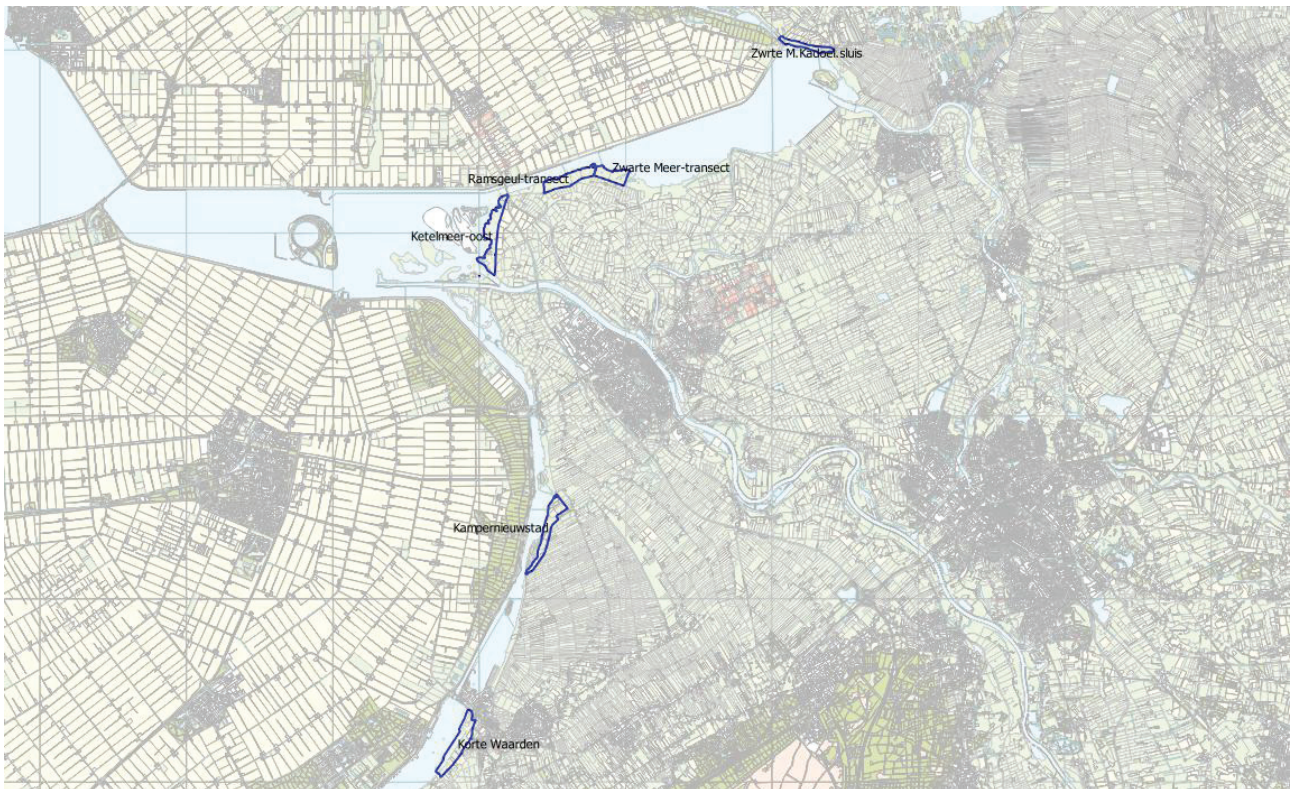 Zwrte M.Kadoel.sluis
Zwarte Meer-transect
Ramsgeul-transect
Ketelmeer-oost
Kampernieuwstad
Korte Waarden